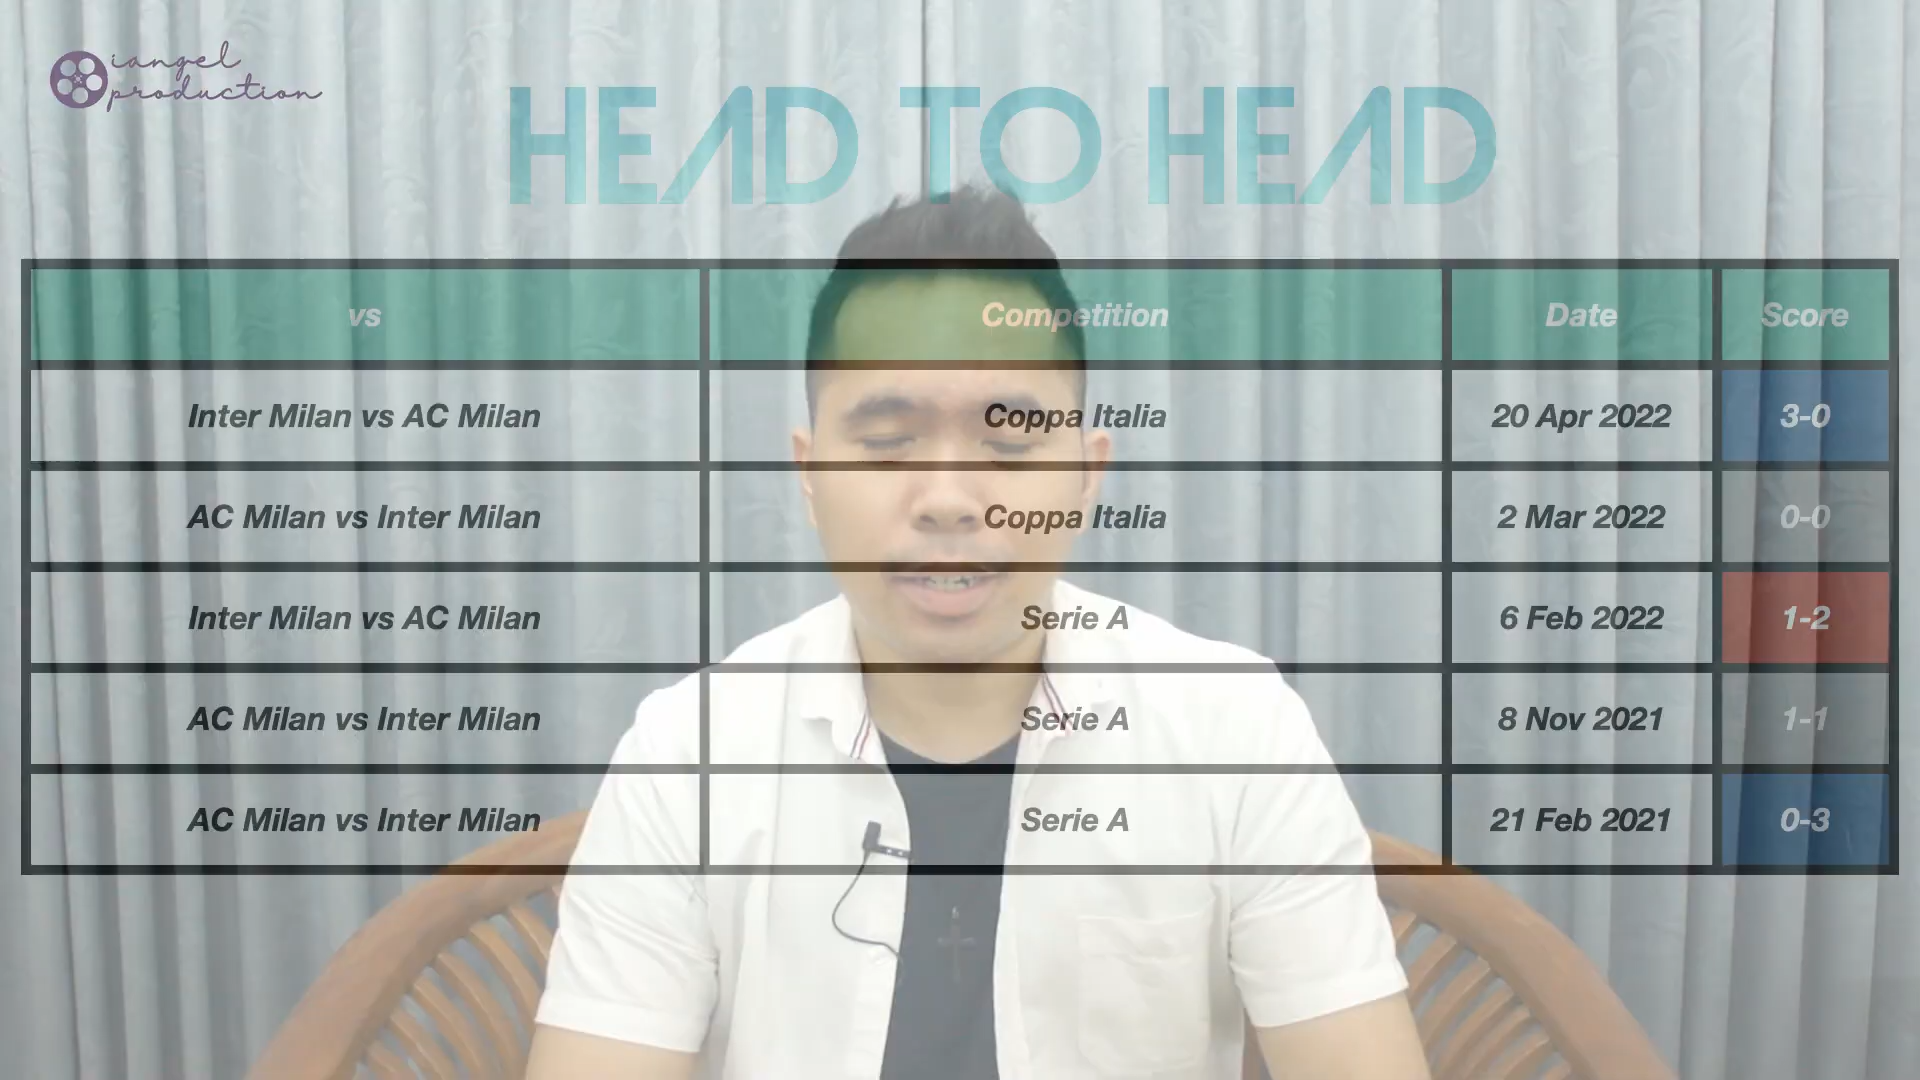 iangel
production
HEAD TO HEAD
vs Competition Date Score
Inter Milan vs AC Milan Coppa Italia 20 Apr 2022 3-0
AC Milan vs Inter Milan Coppa Italia 2 Mar 2022 0-0
Inter Milan vs AC Milan Serie A 6 Feb 2022 1-2
AC Milan vs Inter Milan Serie A 8 Nov 2021 1-1
AC Milan vs Inter Milan Serie A 21 Feb 2021 0-3